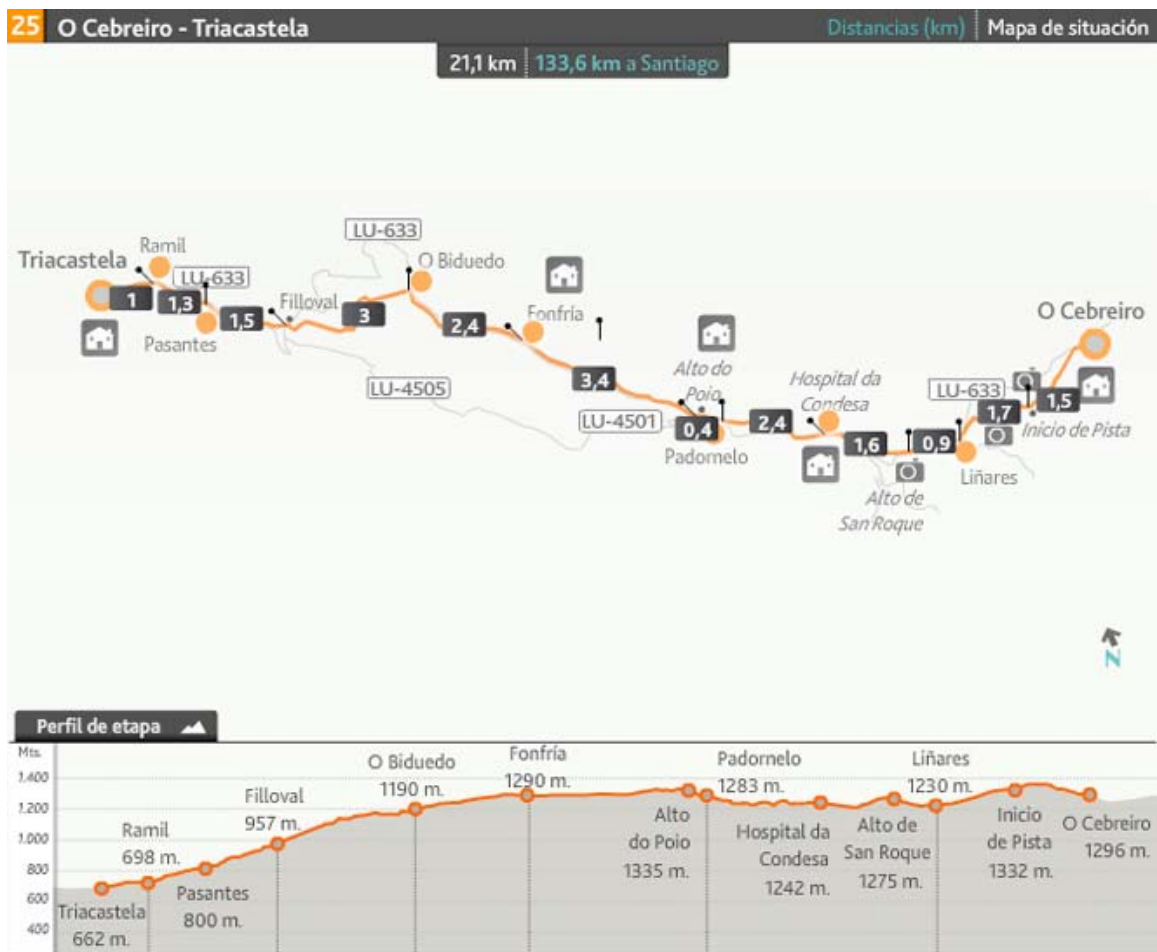 25 O Cebreiro - Triacastela
Distancias (km) Mapa de situación
21,1 km 133,6 km a Santiago
LU-633
Ramil
O Biduedo
Triacastela
LU-633
Filloval
Fonfría
O Cebreiro
1
1,3
1,5
3
2,4
Pasantes
Alto do
Poio
Hospital da
Condesa
LU-633
LU-4505
3,4
1,7
1,5
LU-4501
0,4
2,4
Inicio de Pista
Padornelo
1,6
0,9
Liñares
Alto de
San Roque
N
Perfil de etapa
Mts.
1.400
1.200
1.000
800
600
400
Triacastela
662 m.
Ramil
698 m.
Pasantes
800 m.
Filloval
957 m.
O Biduedo
1190 m.
Fonfría
1290 m.
Alto
do Poio
1335 m.
Padornelo
1283 m.
Hospital da
Condesa
1242 m.
Alto de
San Roque
1275 m.
Liñares
1230 m.
Inicio
de Pista
1332 m.
O Cebreiro
1296 m.